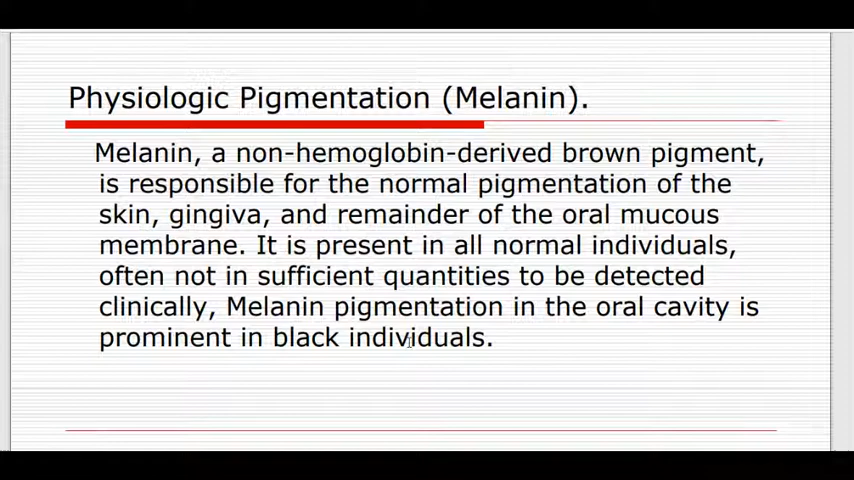 Physiologic Pigmentation (Melanin).
Melanin, a non-hemoglobin-derived brown pigment,
is responsible for the normal pigmentation of the
skin, gingiva, and remainder of the oral mucous
membrane. It is present in all normal individuals,
often not in sufficient quantities to be detected
clinically, Melanin pigmentation in the oral cavity is
prominent in black individuals.